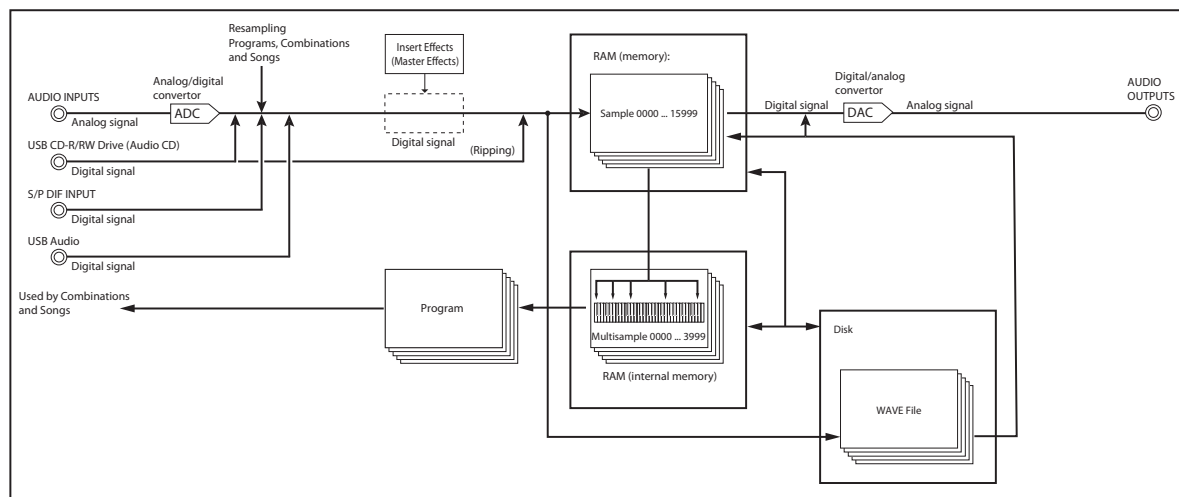 Resampling
Programs, Combinations
and Songs
Insert Effects
(Master Effects)
RAM (memory):
Analog/digital
convertor
Digital/analog
convertor
AUDIO
OUTPUTS
AUDIO INPUTS
ADC
Sample 0000 ... 15999
Digital signal
DAC
Analog signal
Analog signal
USB CD-R/RW Drive (Audio CD)
Digital signal
(Ripping)
Digital signal
S/P DIF INPUT
Digital signal
USB Audio
Digital signal
Used by Combinations
and Songs
Program
Multisample 0000 ... 3999
RAM (internal memory)
Disk
WAVE File